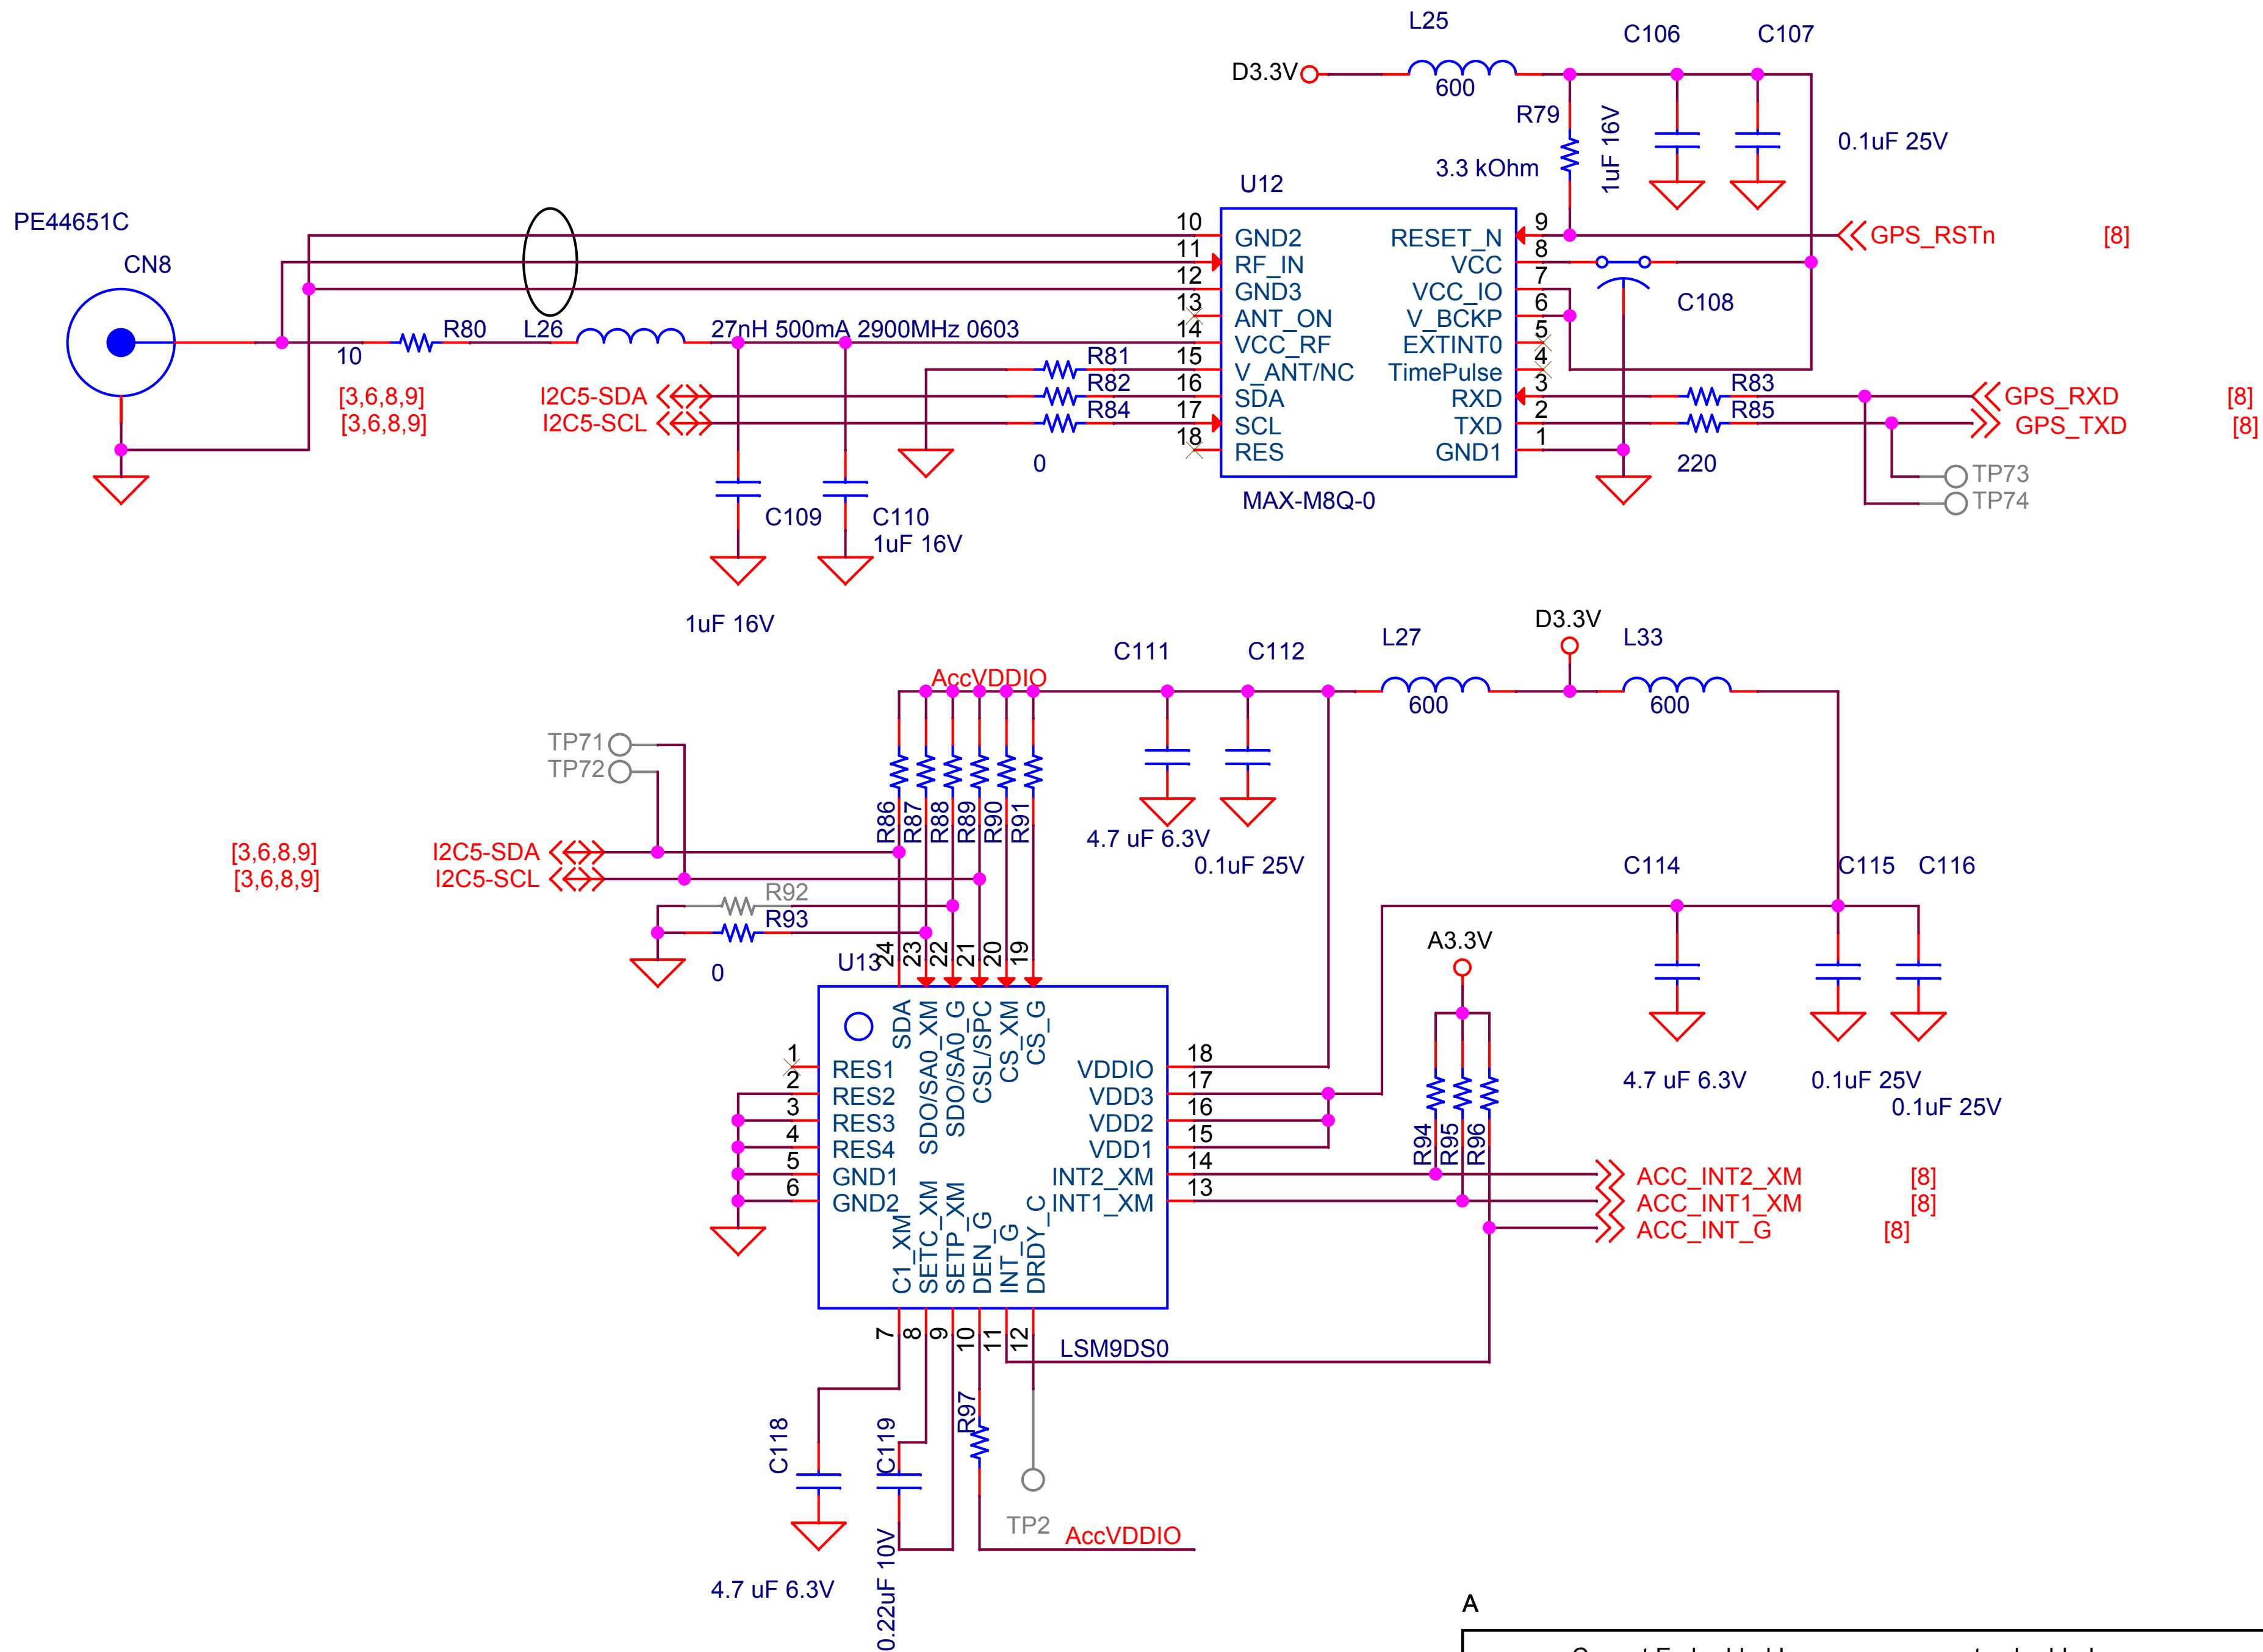 L25
C106
C107
D3.3V
600
R79
1uF 16V
0.1uF 25V
3.3 kOhm
U12
PE44651C
CN8
10
GND2
RESET_N
9
GPS_RSTn
[8]
11
RF_IN
VCC
8
12
GND3
VCC_IO
7
C108
13
ANT_ON
V_BCKP
6
R80
L26
27nH 500mA 2900MHz 0603
14
VCC_RF
EXTINT0
5
10
R81
15
V_ANT/NC
TimePulse
4
[3,6,8,9]
I2C5-SDA
R82
16
SDA
RXD
3
R83
GPS_RXD
[8]
[3,6,8,9]
I2C5-SCL
R84
17
SCL
TXD
2
R85
GPS_TXD
[8]
18
RES
GND1
1
0
220
TP73
TP74
MAX-M8Q-0
C109
C110
1uF 16V
1uF 16V
D3.3V
C111
C112
L27
L33
AccVDDIO
600
600
TP71
TP72
R86
R87
R88
R89
R90
R91
4.7 uF 6.3V
0.1uF 25V
[3,6,8,9]
I2C5-SDA
[3,6,8,9]
I2C5-SCL
R92
R93
0
C114
C115
C116
A3.3V
U13
24
23
22
21
20
19
SDA
SDO/SA0_XM
SDO/SA0_G
CSL/SPC
CS_XM
CS_G
1
RES1
VDDIO
18
2
RES2
VDD3
17
3
RES3
VDD2
16
4
RES4
VDD1
15
5
GND1
INT2_XM
14
6
GND2
INT1_XM
13
4.7 uF 6.3V
0.1uF 25V
0.1uF 25V
R94
R95
R96
ACC_INT2_XM
[8]
ACC_INT1_XM
[8]
ACC_INT_G
[8]
C1_XM
SETC_XM
SETP_XM
DEN_G
INT_G
DRDY_C
7
8
9
10
11
12
LSM9DS0
C118
C119
R97
TP2
AccVDDIO
4.7 uF 6.3V
0.22uF 10V
A